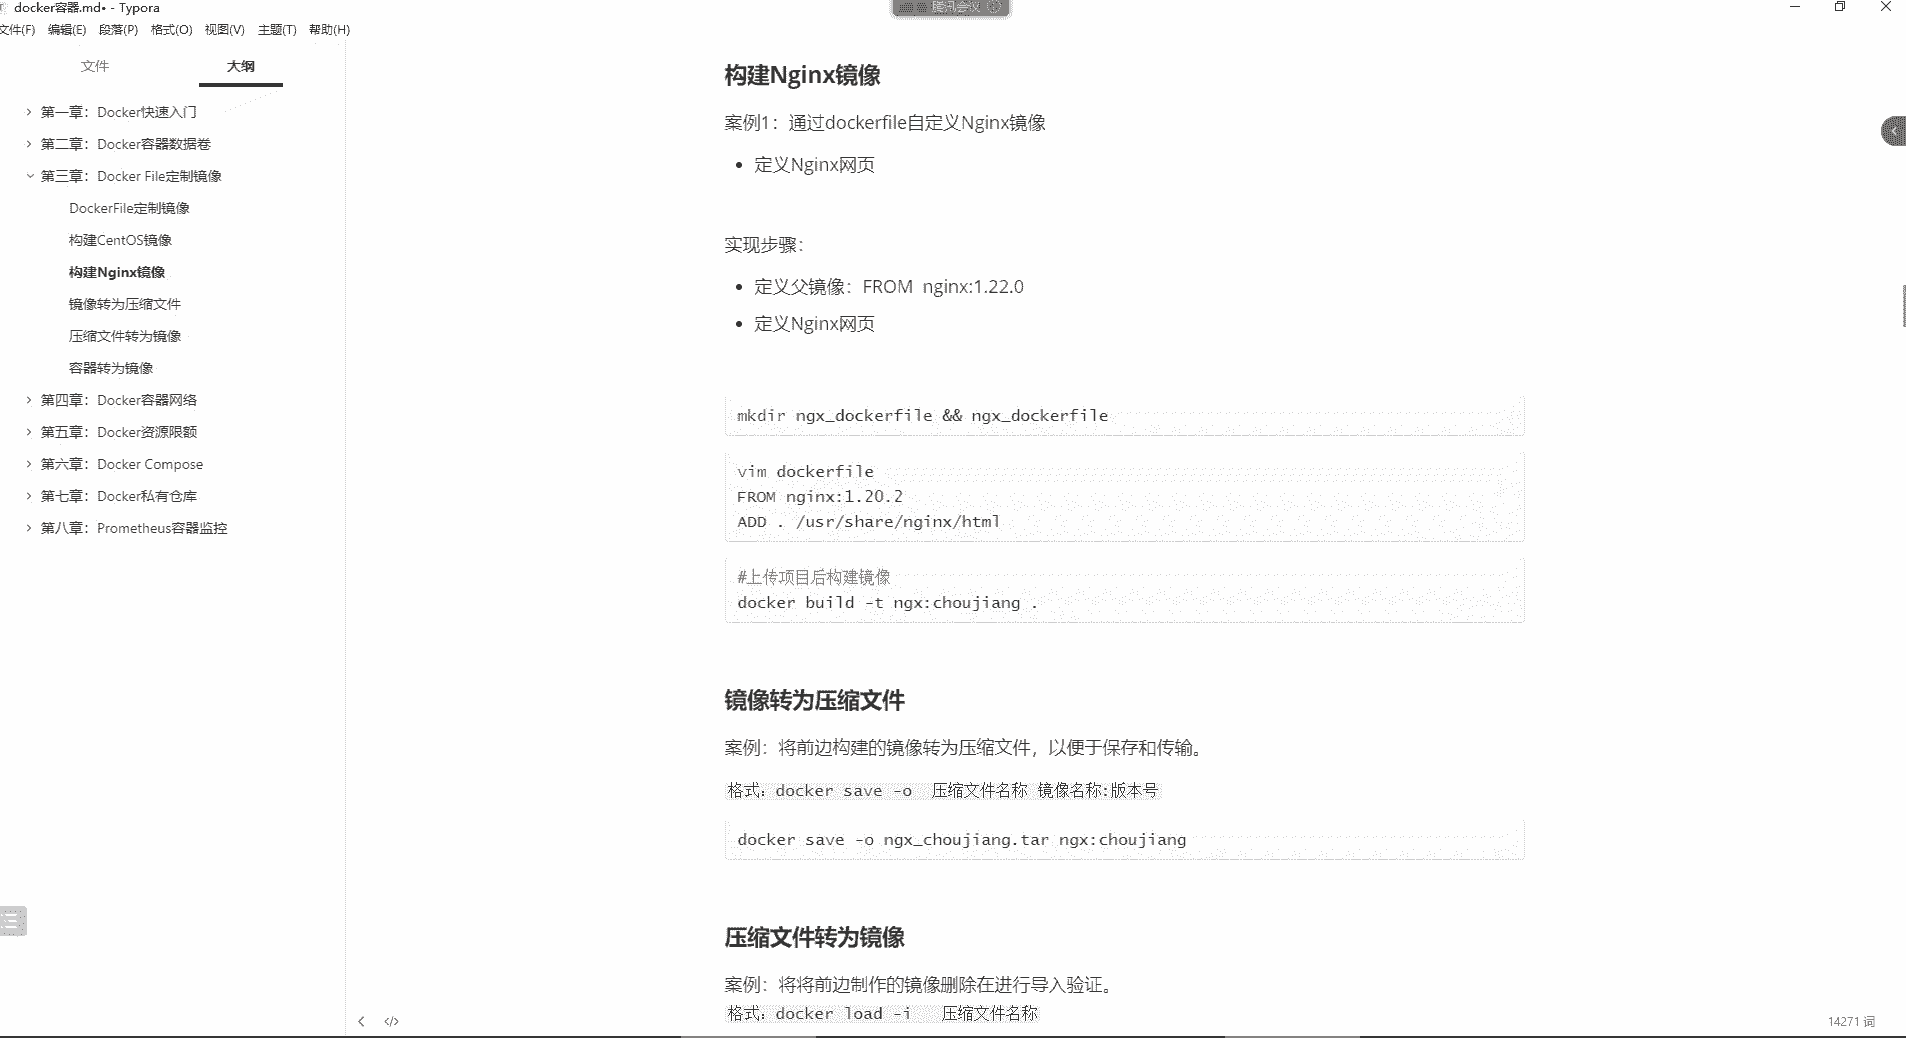 docker容器.md• - Typora
腾讯会议
文件(F) 编辑(E) 段落(P) 格式(O) 视图(V) 主题(T) 帮助(H)
文件 大纲
第一章：Docker快速入门
第二章：Docker容器数据卷
第三章：Docker File定制镜像
DockerFile定制镜像
构建CentOS镜像
构建Nginx镜像
镜像转为压缩文件
压缩文件转为镜像
容器转为镜像
第四章：Docker容器网络
第五章：Docker资源限额
第六章：Docker Compose
第七章：Docker私有仓库
第八章：Prometheus容器监控
构建Nginx镜像
案例1：通过dockerfile自定义Nginx镜像
• 定义Nginx网页
实现步骤：
• 定义父镜像：FROM nginx:1.22.0
• 定义Nginx网页
mkdir ngx_dockerfile && ngx_dockerfile
vim dockerfile
FROM nginx:1.20.2
ADD . /usr/share/nginx/html
#上传项目后构建镜像
docker build -t ngx:choujiang .
镜像转为压缩文件
案例：将前边构建的镜像转为压缩文件，以便于保存和传输。
格式：docker save -o 压缩文件名称 镜像名称:版本号
docker save -o ngx_choujiang.tar ngx:choujiang
压缩文件转为镜像
案例：将将前边制作的镜像删除在进行导入验证。
格式：docker load -i 压缩文件名称
14271 词